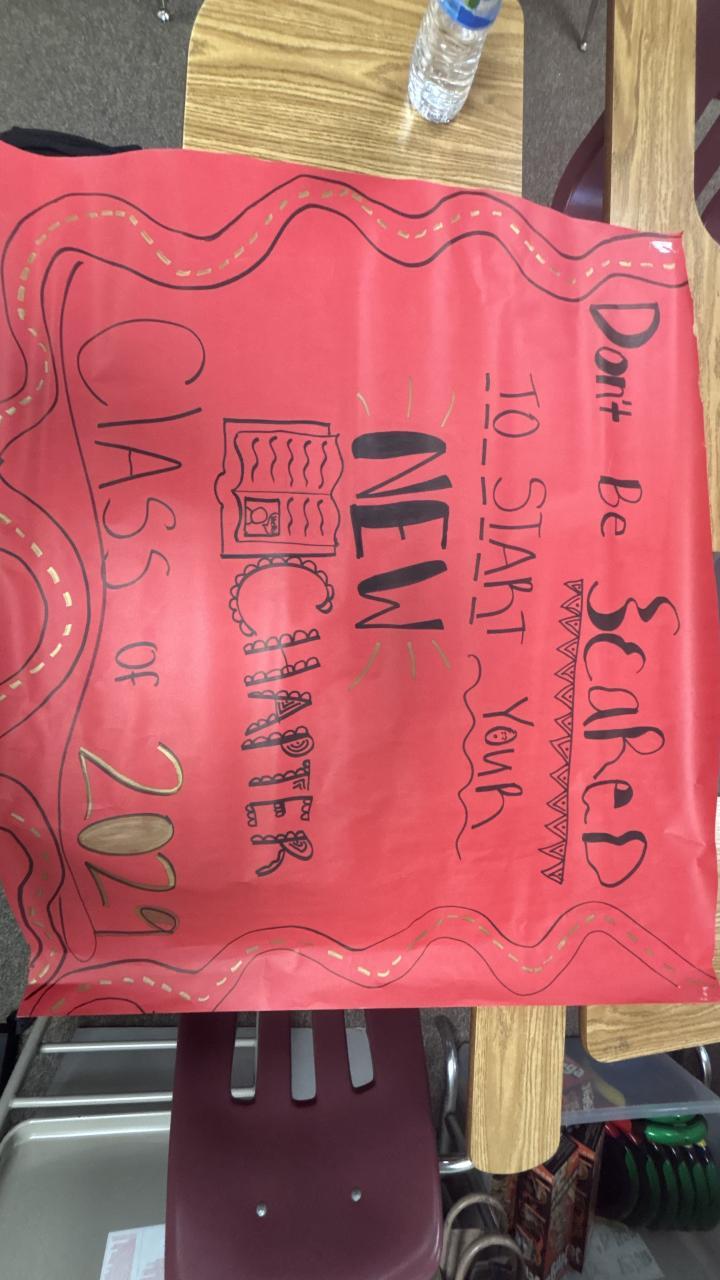 Don't Be ScaReD
TO START YouR
NEW
CHAPTER
ClASS OF 2029